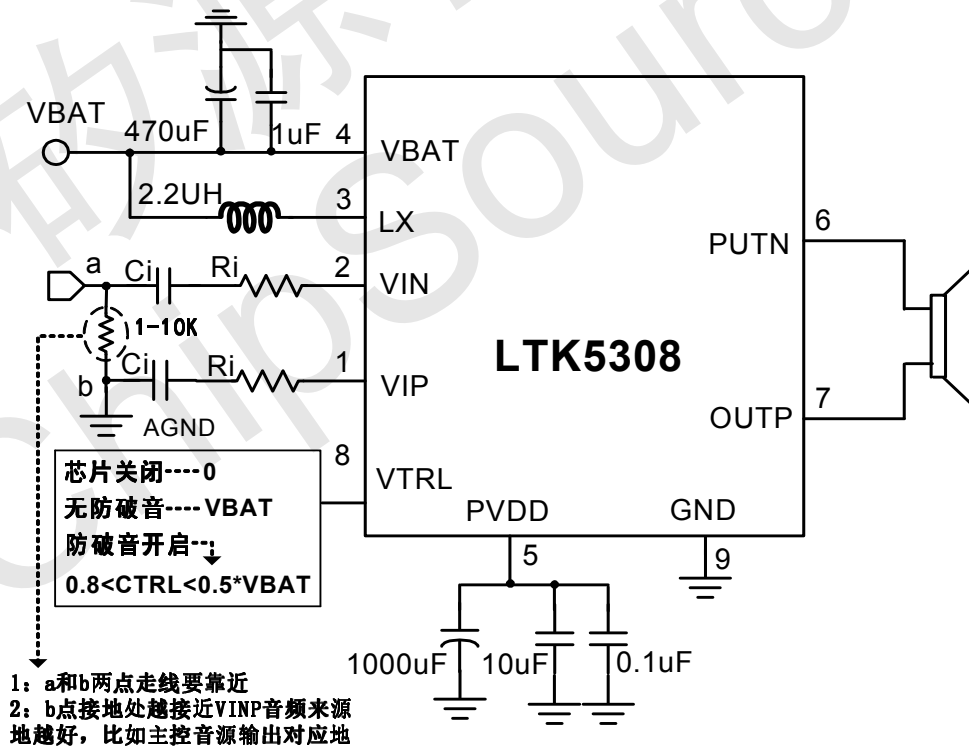 VBAT
470uF
1uF
4
VBAT
2.2UH
3
LX
6
PUTN
a
Ci
Ri
2
VIN
1-10K
LTK5308
b
Ci
Ri
1
VIP
7
OUTP
AGND
8
VTRL
芯片关闭----0
无防破音----VBAT
防破音开启--
0.8<CTRL<0.5*VBAT
PVDD
GND
5
9
1000uF
10uF
0.1uF
1: a和b两点走线要靠近
2: b点接地处越接近VINP音频来源
地越好，比如主控音源输出对应地